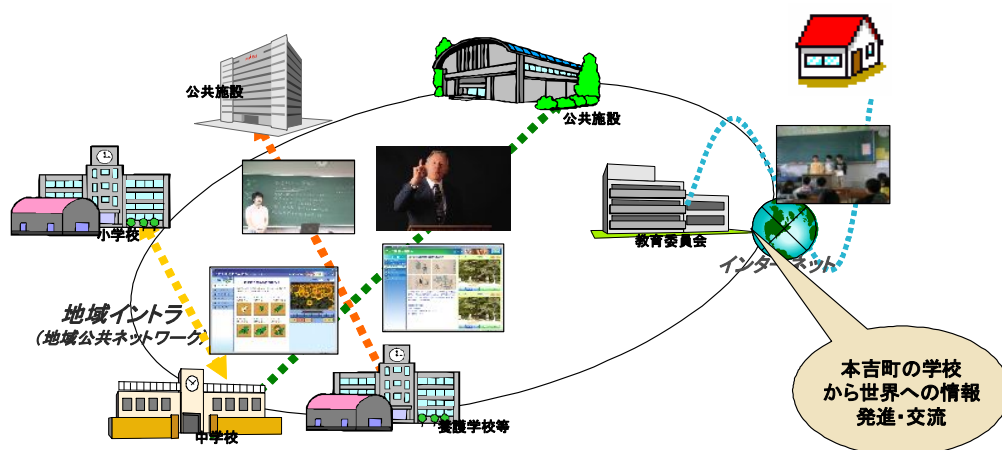 公共施設
公共施設
小学校
教育委員会
インターネット
地域イントラ
（地域公共ネットワーク）
本吉町の学校
から世界への情報
発進・交流
養護学校等
中学校